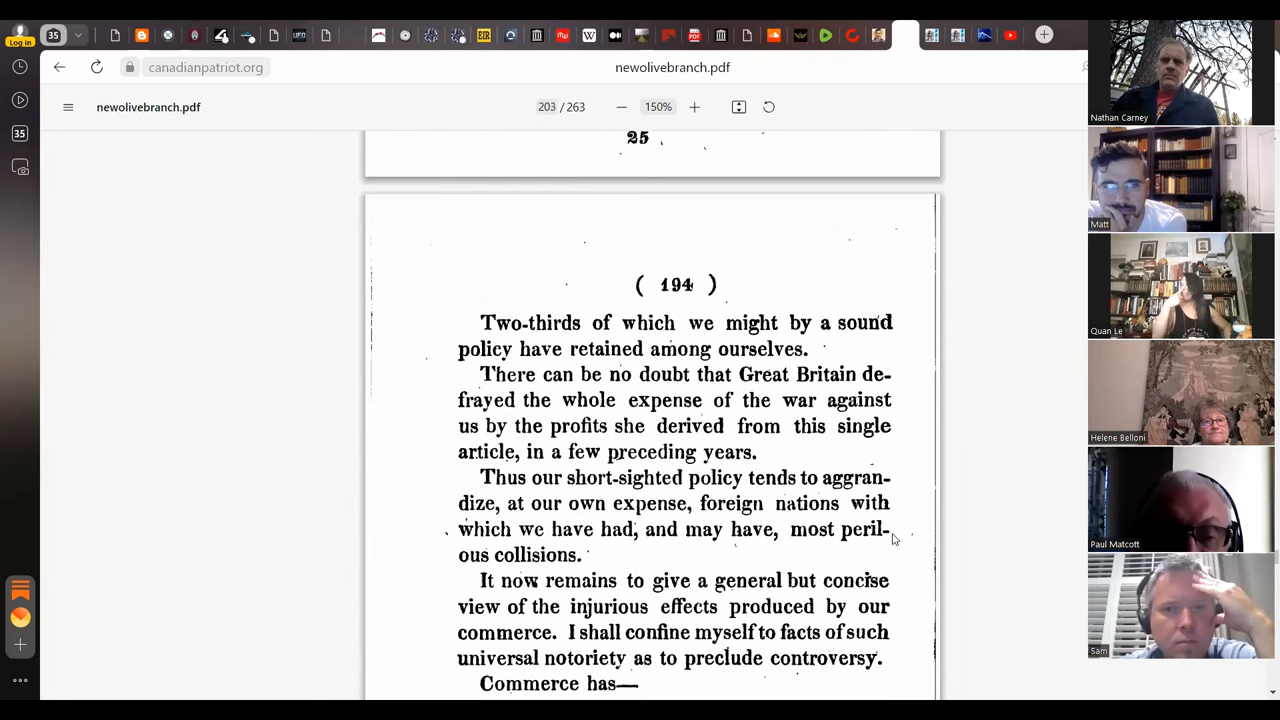 35
canadianpatriot.org
newolivebranch.pdf
Log in
35
newolivebranch.pdf
203 / 263
150%
25
( 194 )
Two-thirds of which we might by a sound
policy have retained among ourselves.
There can be no doubt that Great Britain de-
frayed the whole expense of the war against
us by the profits she derived from this single
article, in a few preceding years.
Thus our short-sighted policy tends to aggran-
dize, at our own expense, foreign nations with
which we have had, and may have, most peril-
ous collisions.
It now remains to give a general but concise
view of the injurious effects produced by our
commerce. I shall confine myself to facts of such
universal notoriety as to preclude controversy.
Commerce has—
Nathan Carney
Matt
Quan Le
Helene Belloni
Paul Matcott
Sam